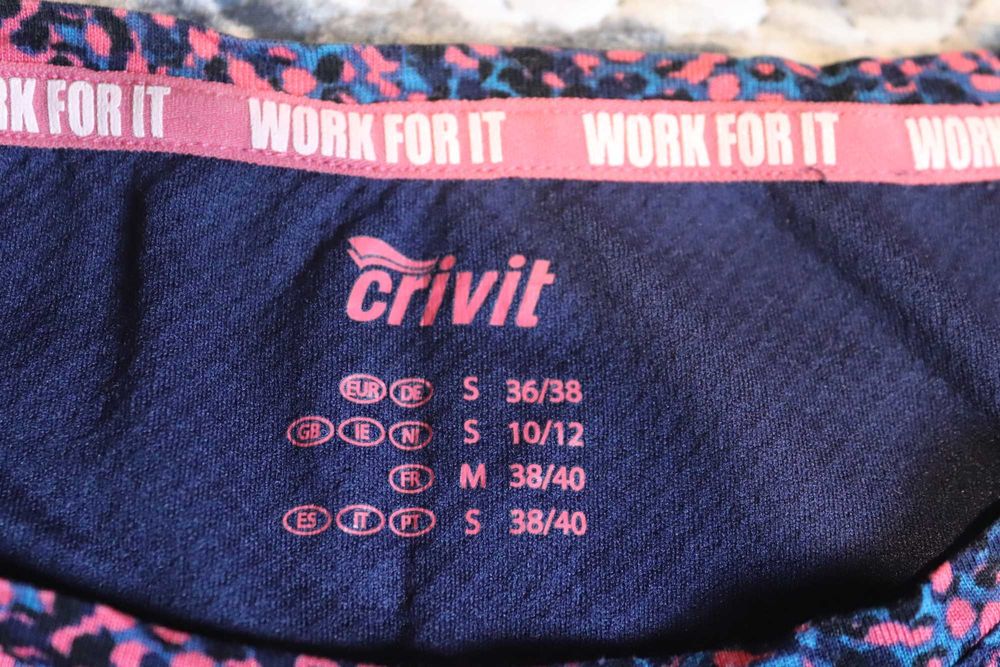 RK FOR IT WORK FOR IT WORK FOR IT WORK
crivit
EUR DE S 36/38
GB IE NI S 10/12
FR M 38/40
ES IT PT S 38/40